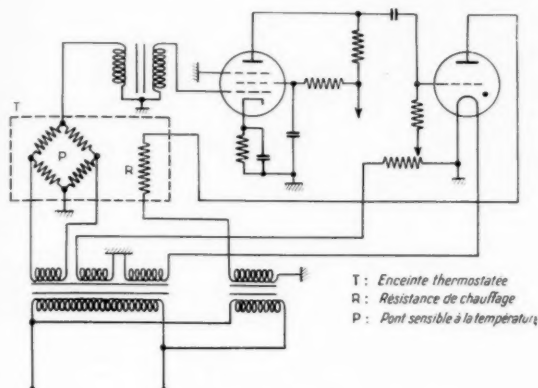 T
P
R
T : Enceinte thermostatée
R : Résistance de chauffage
P : Pont sensible à la température